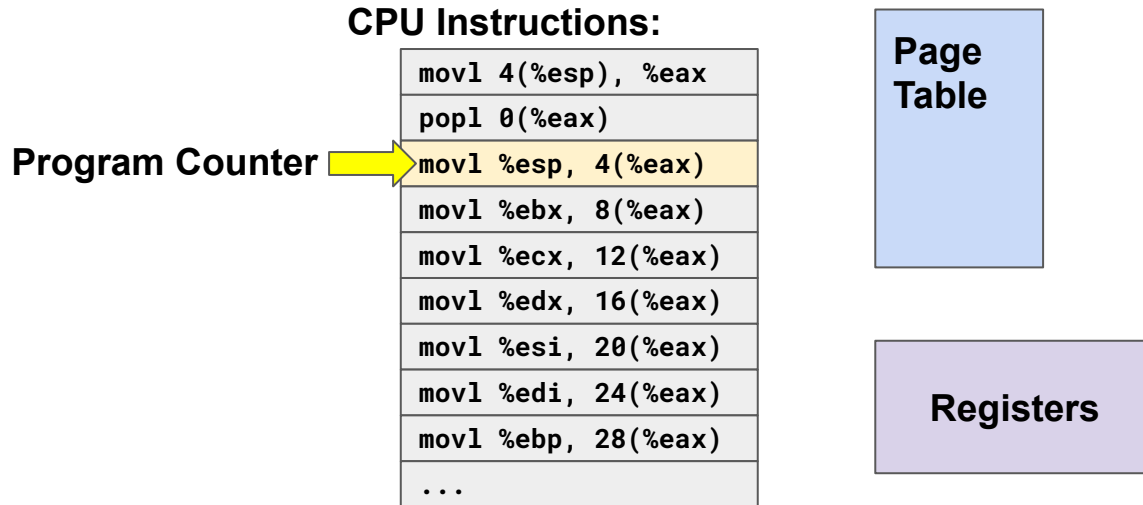 CPU Instructions:
movl 4(%esp), %eax
popl 0(%eax)
Program Counter
movl %esp, 4(%eax)
movl %ebx, 8(%eax)
movl %ecx, 12(%eax)
movl %edx, 16(%eax)
movl %esi, 20(%eax)
movl %edi, 24(%eax)
movl %ebp, 28(%eax)
...
Page
Table
Registers